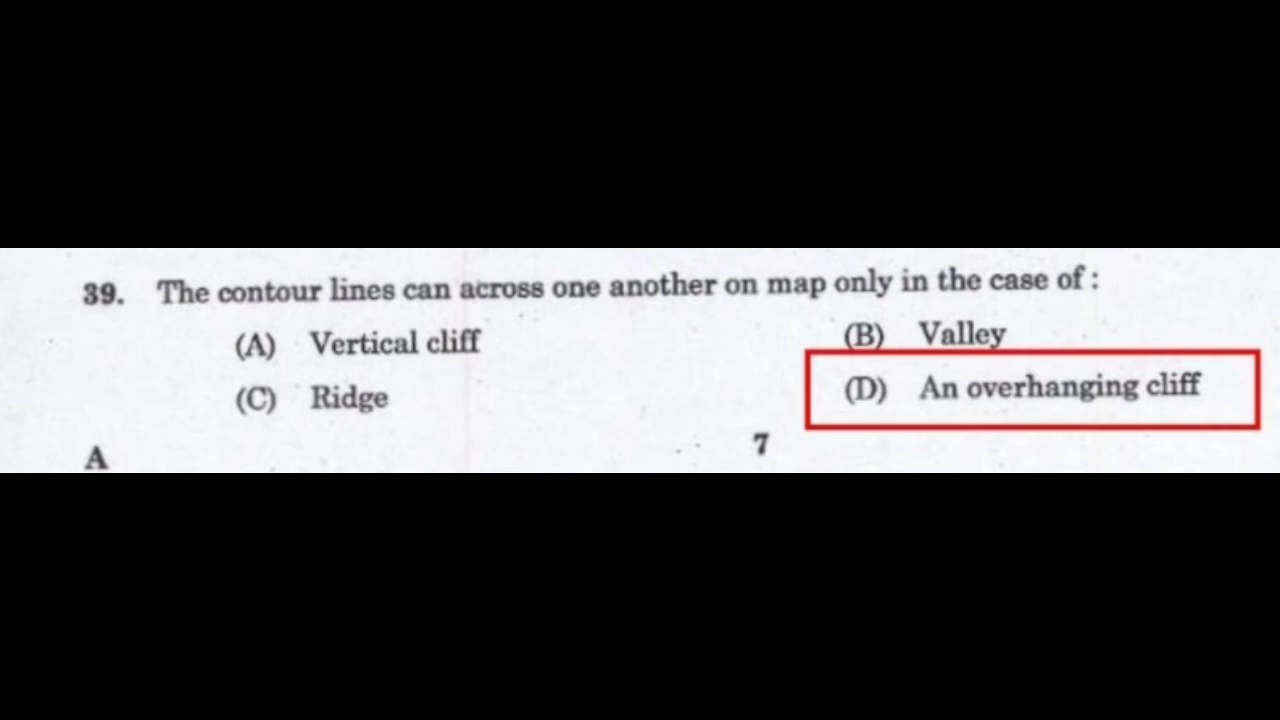 39. The contour lines can across one another on map only in the case of :
(A) Vertical cliff (B) Valley
(C) Ridge (D) An overhanging cliff
A 7